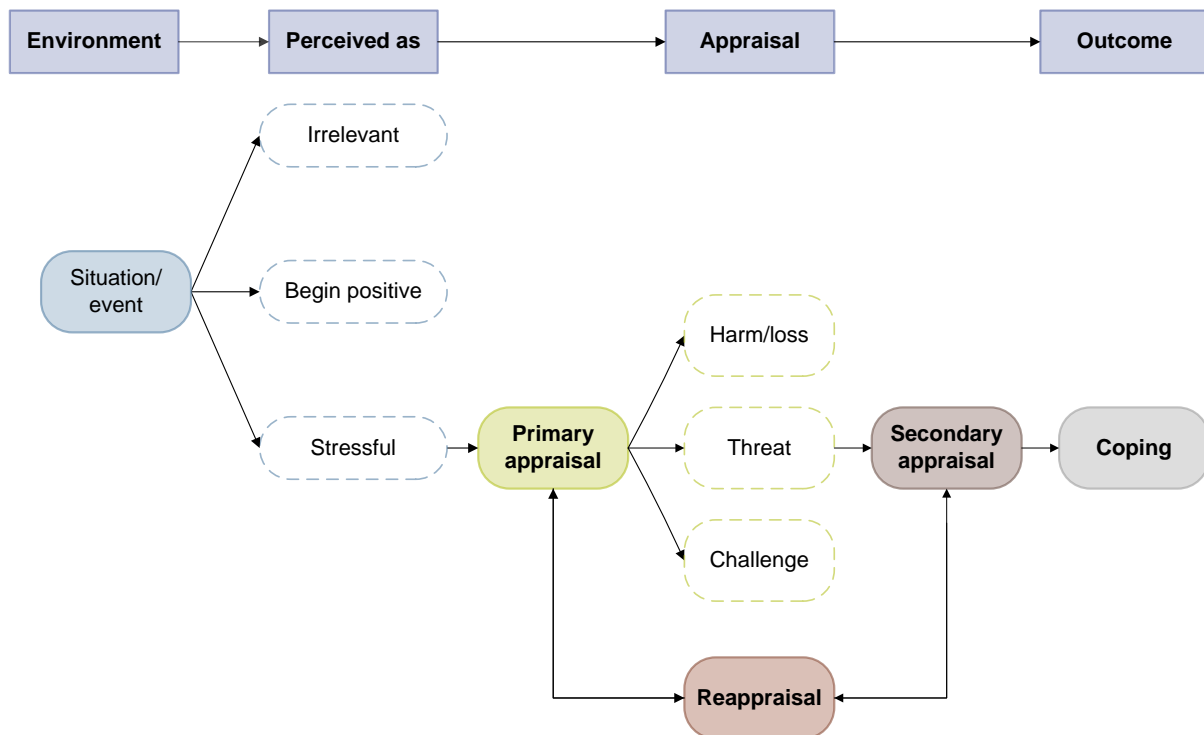 Environment
Perceived as
Appraisal
Outcome
Irrelevant
Situation/
event
Begin positive
Harm/loss
Stressful
Primary
appraisal
Threat
Secondary
appraisal
Coping
Challenge
Reappraisal